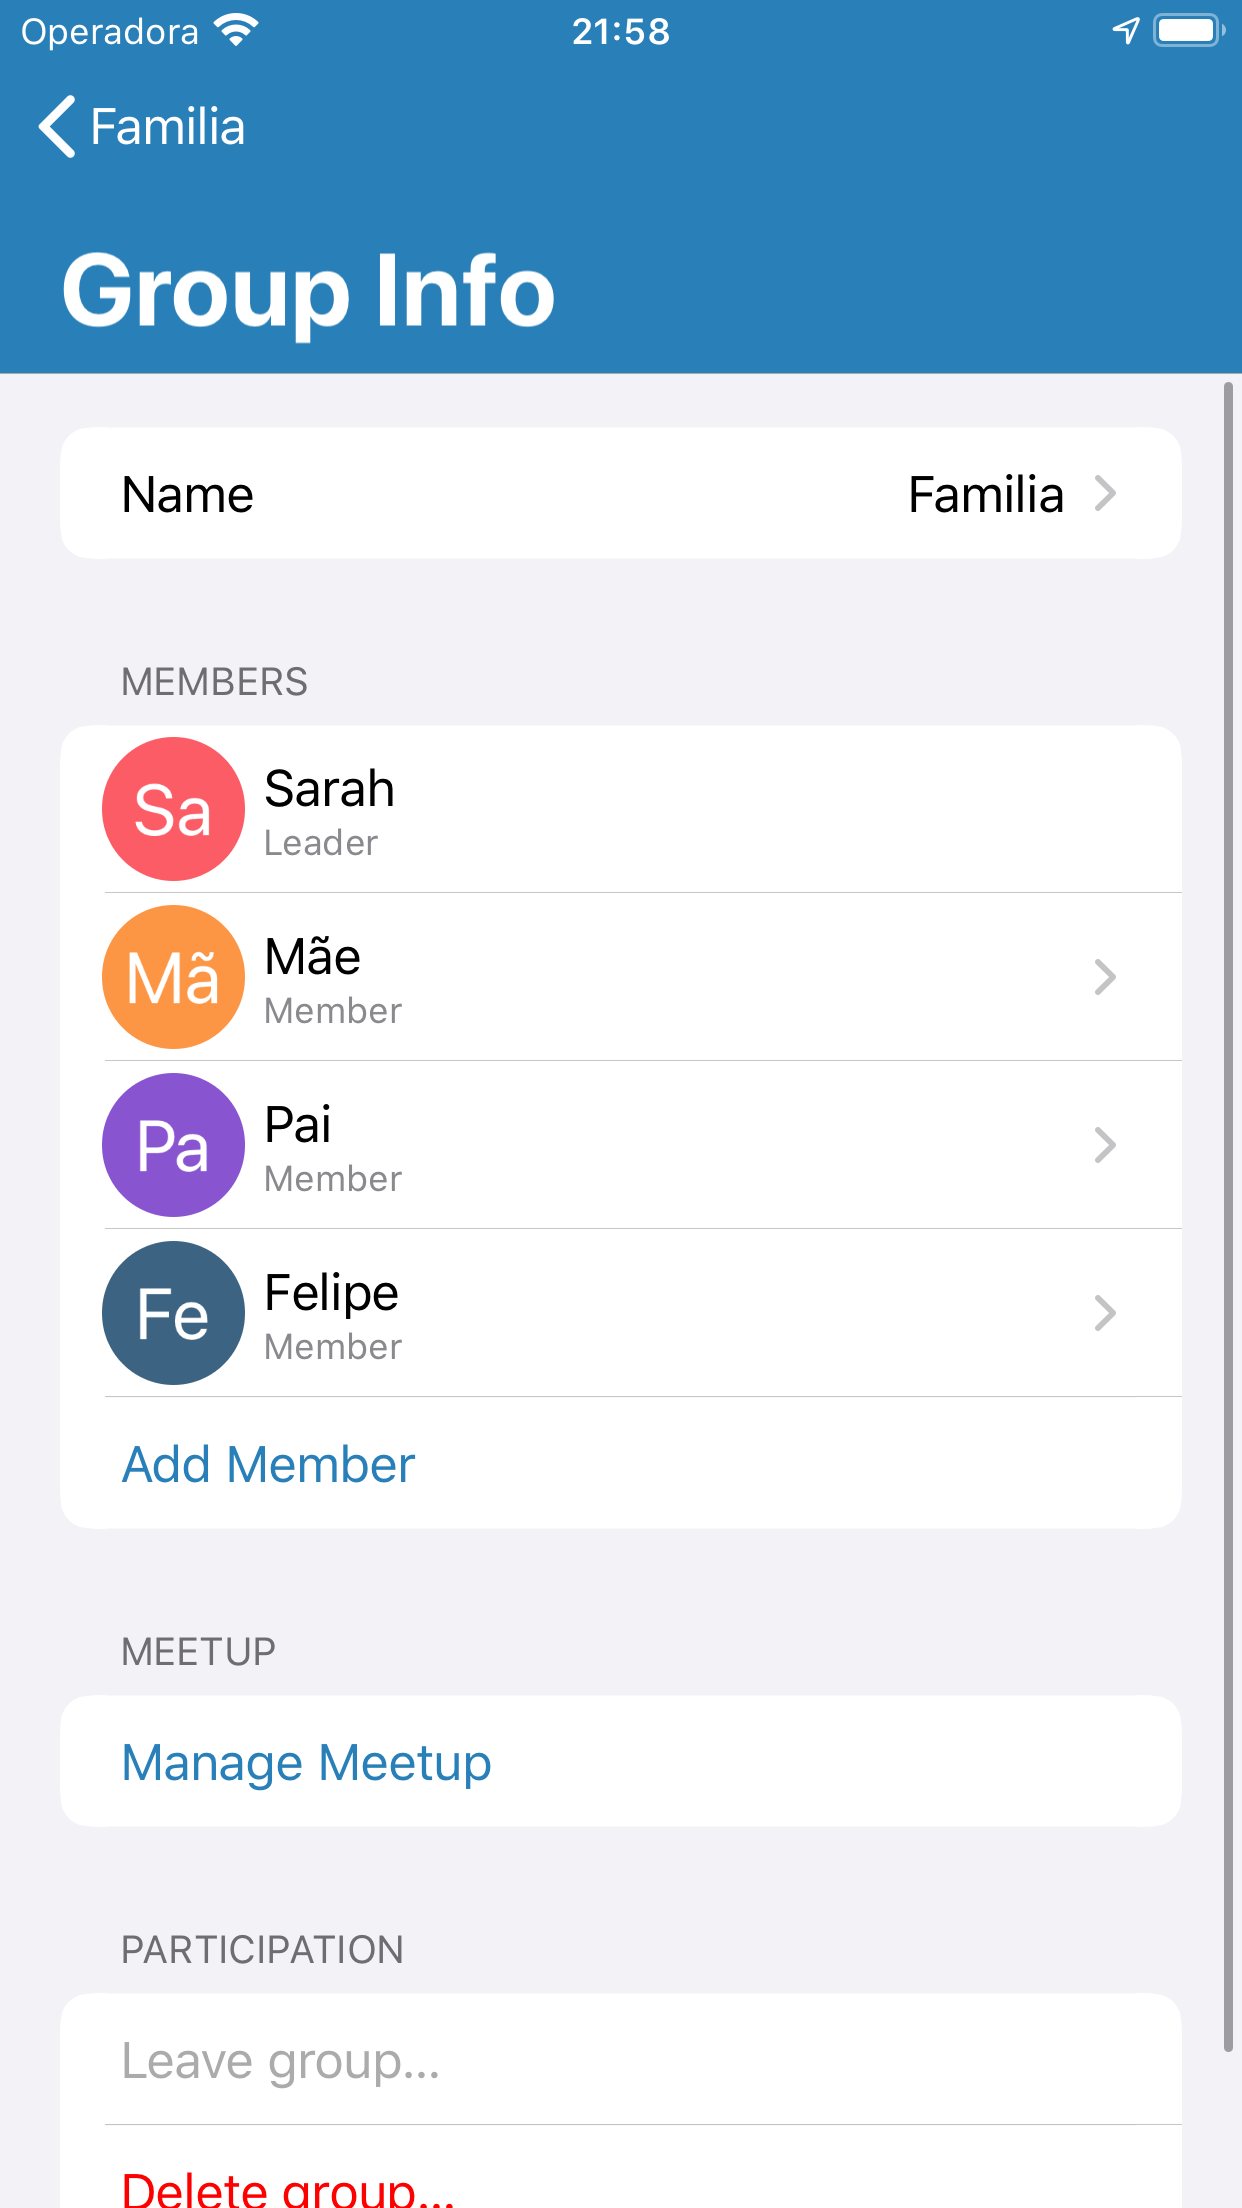 Operadora 21:58
Familia
Group Info
Name Familia
MEMBERS
Sa Sarah
Leader
Mã Mãe
Member
Pa Pai
Member
Fe Felipe
Member
Add Member
MEETUP
Manage Meetup
PARTICIPATION
Leave group...
Delete group...